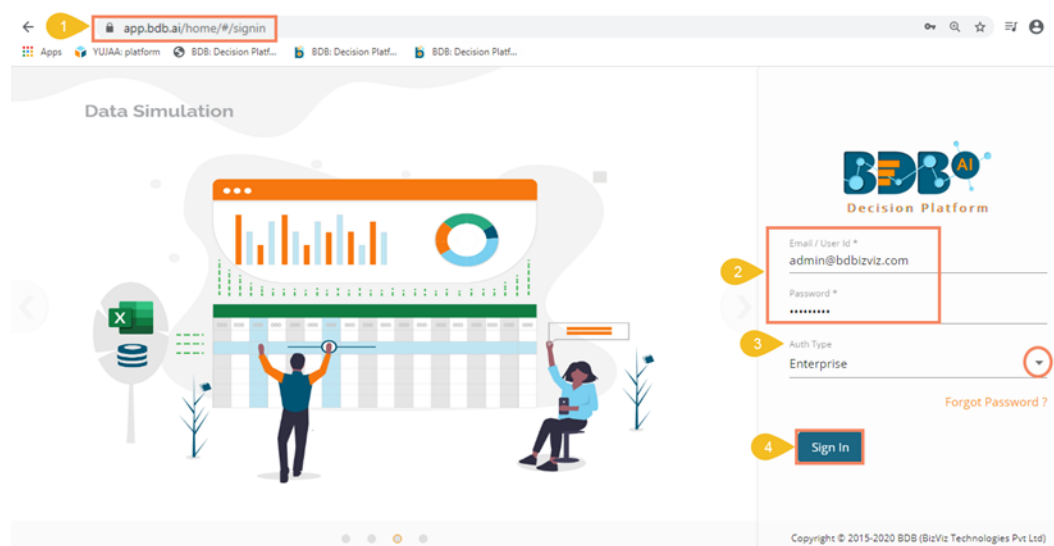 1
app.bdb.ai/home/#/signin
Apps YUJAA: platform BDB: Decision Platf... BDB: Decision Platf... BDB: Decision Platf...
Data Simulation
BDB AI
Decision Platform
2
Email / User Id *
admin@bdbizviz.com
Password *
•••••••••
3
Auth Type
Enterprise
Forgot Password ?
4
Sign In
Copyright © 2015-2020 BDB (BizViz Technologies Pvt Ltd)